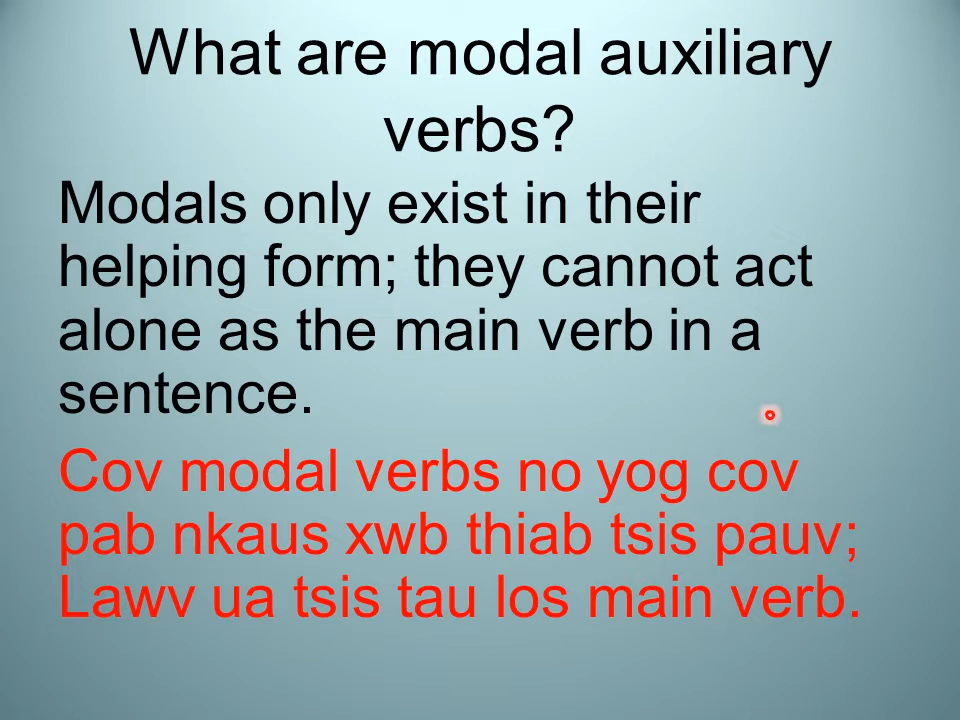 What are modal auxiliary
verbs?
Modals only exist in their
helping form; they cannot act
alone as the main verb in a
sentence.
Cov modal verbs no yog cov
pab nkaus xwb thiab tsis pauv;
Lawv ua tsis tau los main verb.